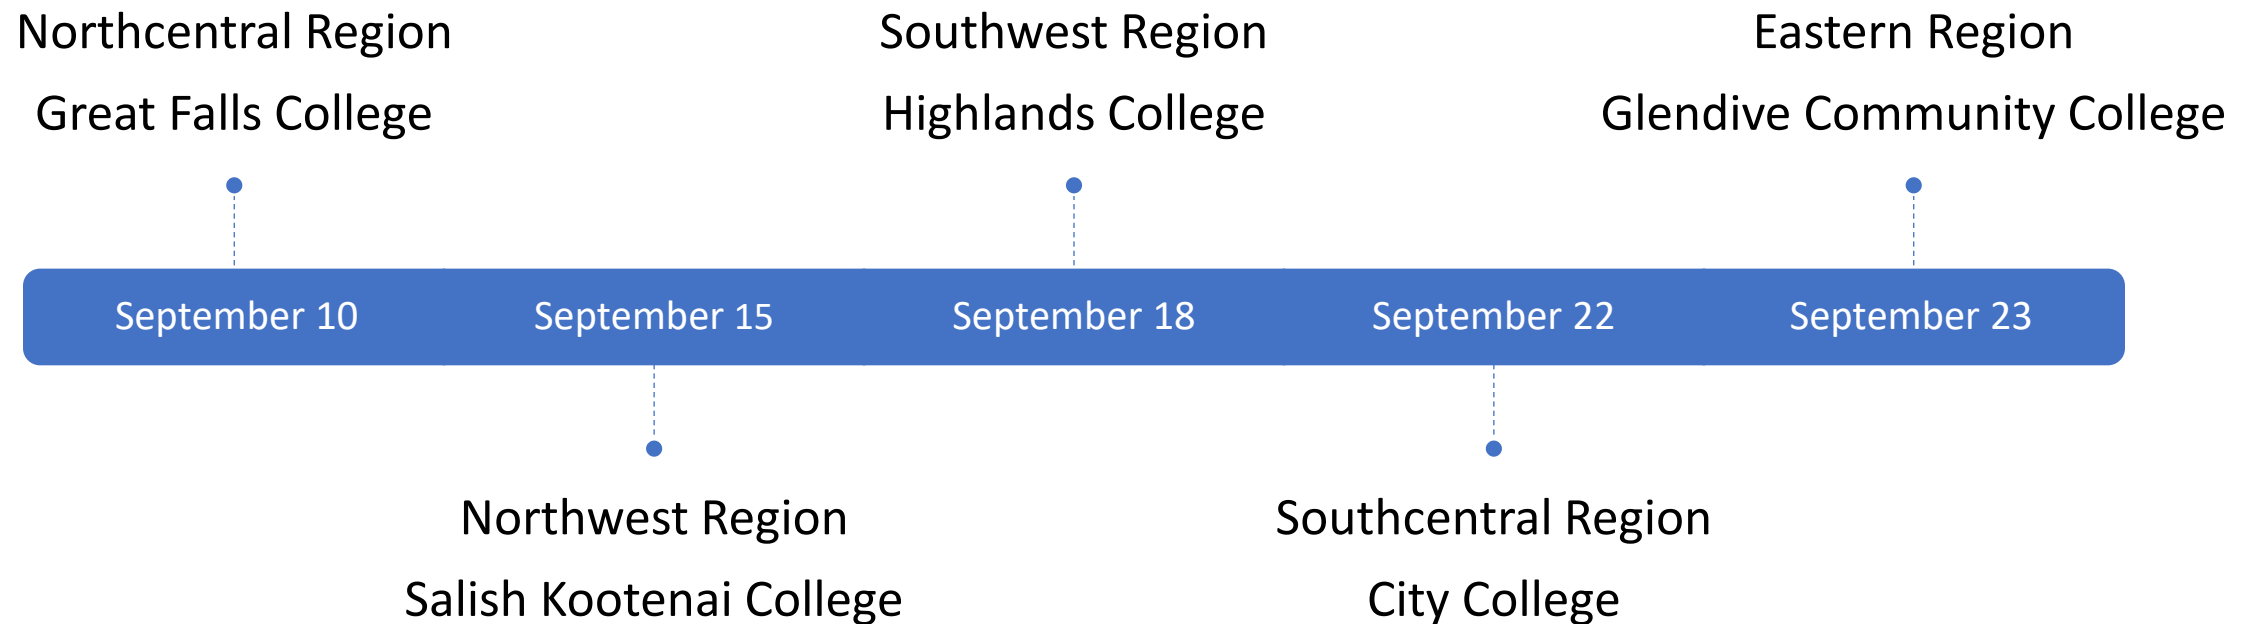 Northcentral Region
Great Falls College
Southwest Region
Highlands College
Eastern Region
Glendive Community College
September 10
September 15
September 18
September 22
September 23
Northwest Region
Salish Kootenai College
Southcentral Region
City College